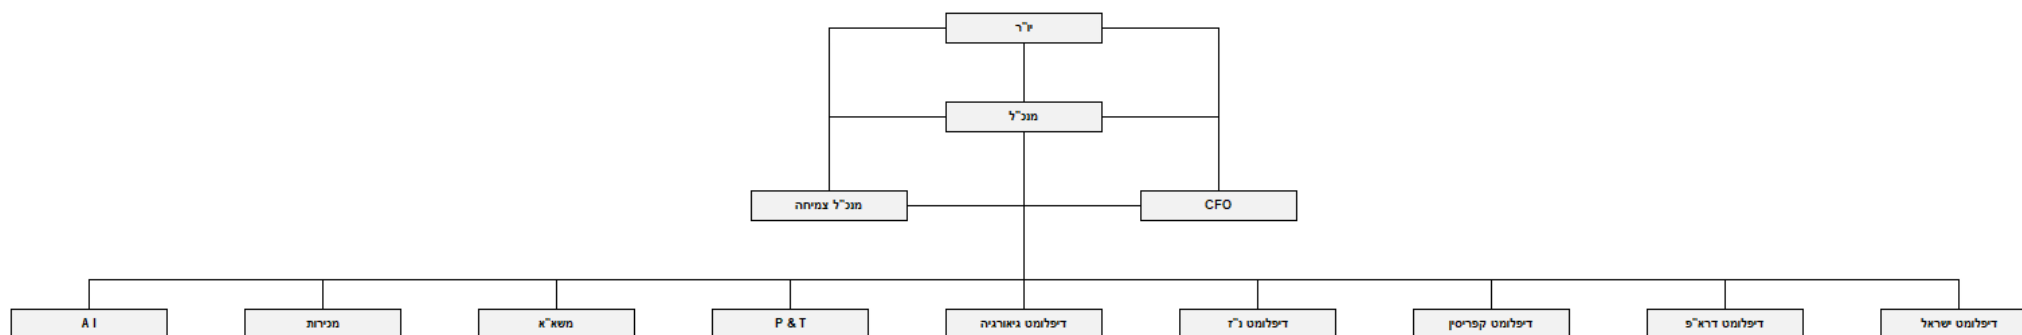 יו"ר
מנכ"ל
CFO
מנכ"ל צמיחה
דיפלומט ישראל
דיפלומט דרא"פ
דיפלומט קפריסין
דיפלומט נ"ז
דיפלומט גיאורגיה
P & T
משא"א
מכירות
A I